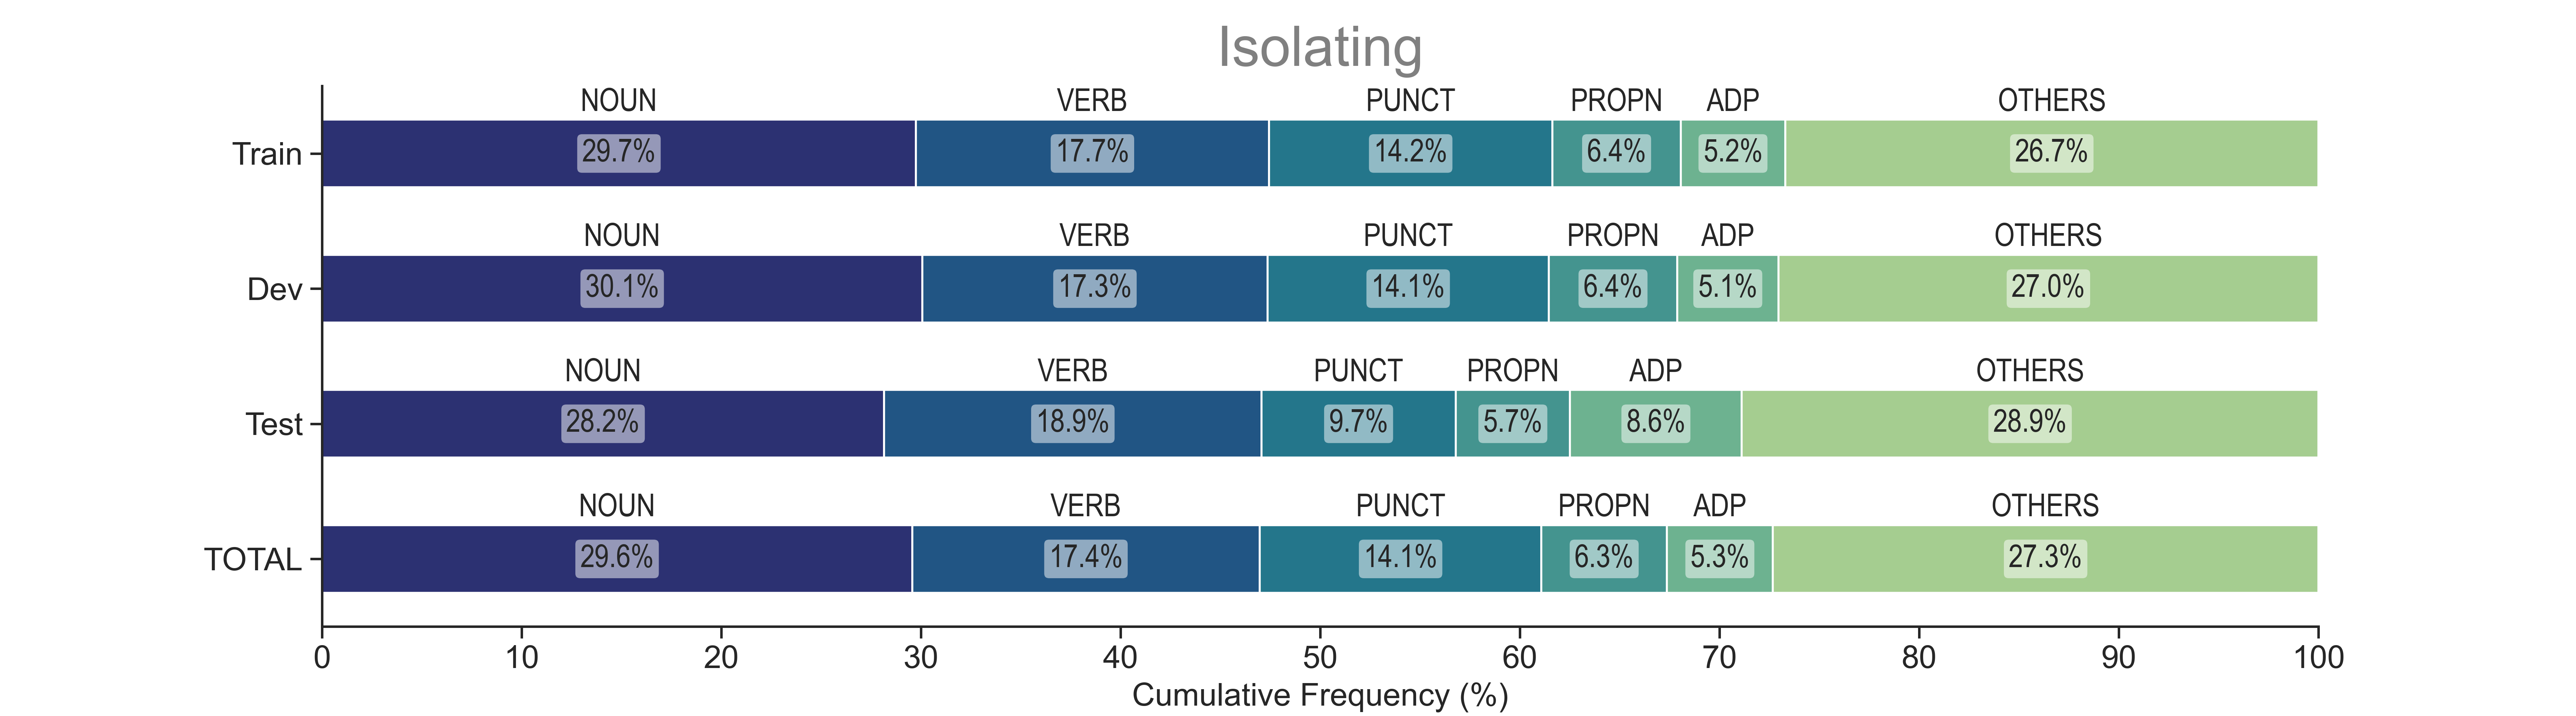 Isolating
NOUN VERB PUNCT PROPN ADP OTHERS
Train 29.7% 17.7% 14.2% 6.4% 5.2% 26.7%
NOUN VERB PUNCT PROPN ADP OTHERS
Dev 30.1% 17.3% 14.1% 6.4% 5.1% 27.0%
NOUN VERB PUNCT PROPN ADP OTHERS
Test 28.2% 18.9% 9.7% 5.7% 8.6% 28.9%
NOUN VERB PUNCT PROPN ADP OTHERS
TOTAL 29.6% 17.4% 14.1% 6.3% 5.3% 27.3%
0 10 20 30 40 50 60 70 80 90 100
Cumulative Frequency (%)